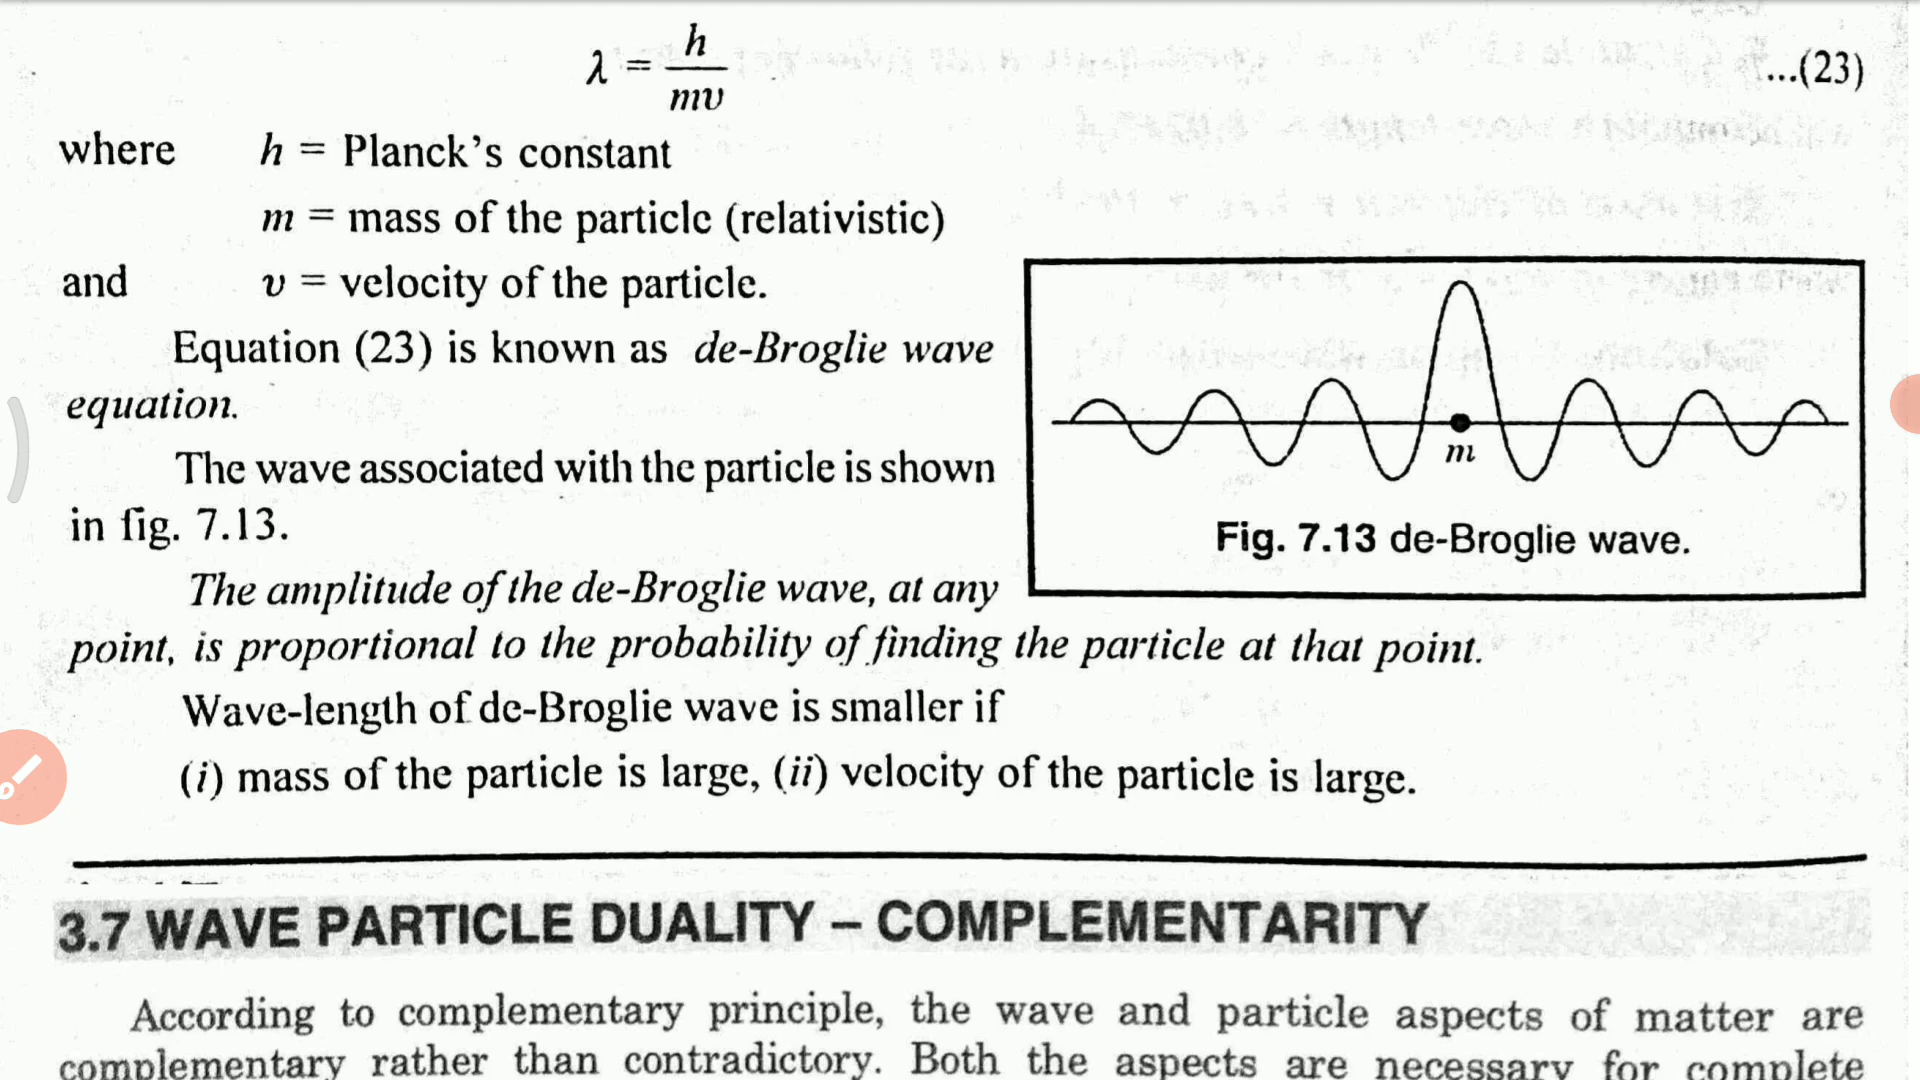 λ = h/mv ...(23)
where h = Planck's constant
m = mass of the particle (relativistic)
and v = velocity of the particle.
Equation (23) is known as de-Broglie wave
equation.
The wave associated with the particle is shown
in fig. 7.13.
m
Fig. 7.13 de-Broglie wave.
The amplitude of the de-Broglie wave, at any
point, is proportional to the probability of finding the particle at that point.
Wave-length of de-Broglie wave is smaller if
(i) mass of the particle is large, (ii) velocity of the particle is large.
3.7 WAVE PARTICLE DUALITY – COMPLEMENTARITY
According to complementary principle, the wave and particle aspects of matter are
complementary rather than contradictory. Both the aspects are necessary for complete